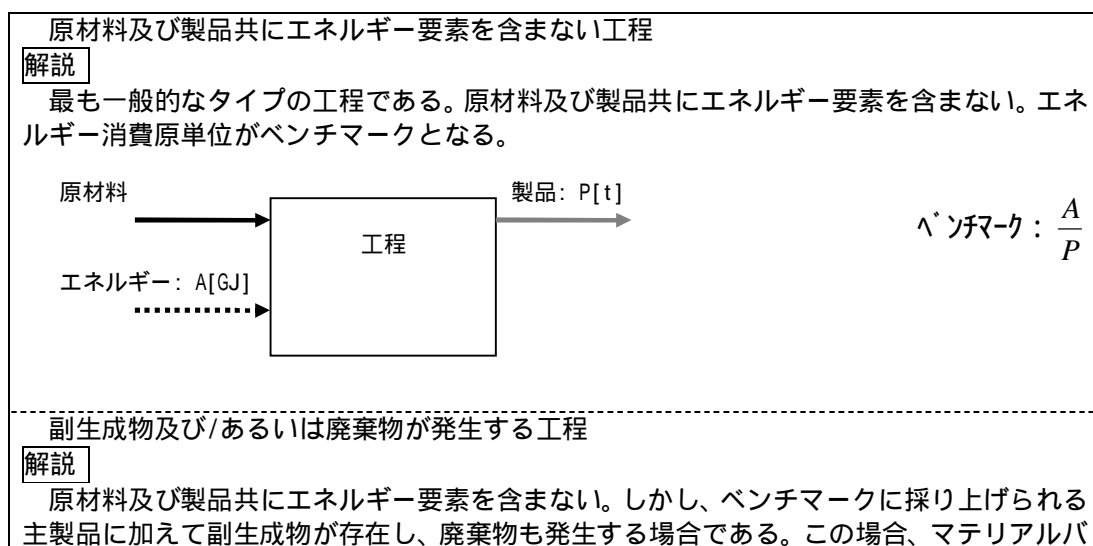 原材料及び製品共にエネルギー要素を含まない工程
解説
最も一般的なタイプの工程である。原材料及び製品共にエネルギー要素を含まない。エネ
ルギー消費原単位がベンチマークとなる。
原材料
製品: P[t]
工程
エネルギー: A[GJ]
ﾍﾞﾝﾁﾏｰｸ: A/P
副生成物及び/あるいは廃棄物が発生する工程
解説
原材料及び製品共にエネルギー要素を含まない。しかし、ベンチマークに採り上げられる
主製品に加えて副生成物が存在し、廃棄物も発生する場合である。この場合、マテリアルバ